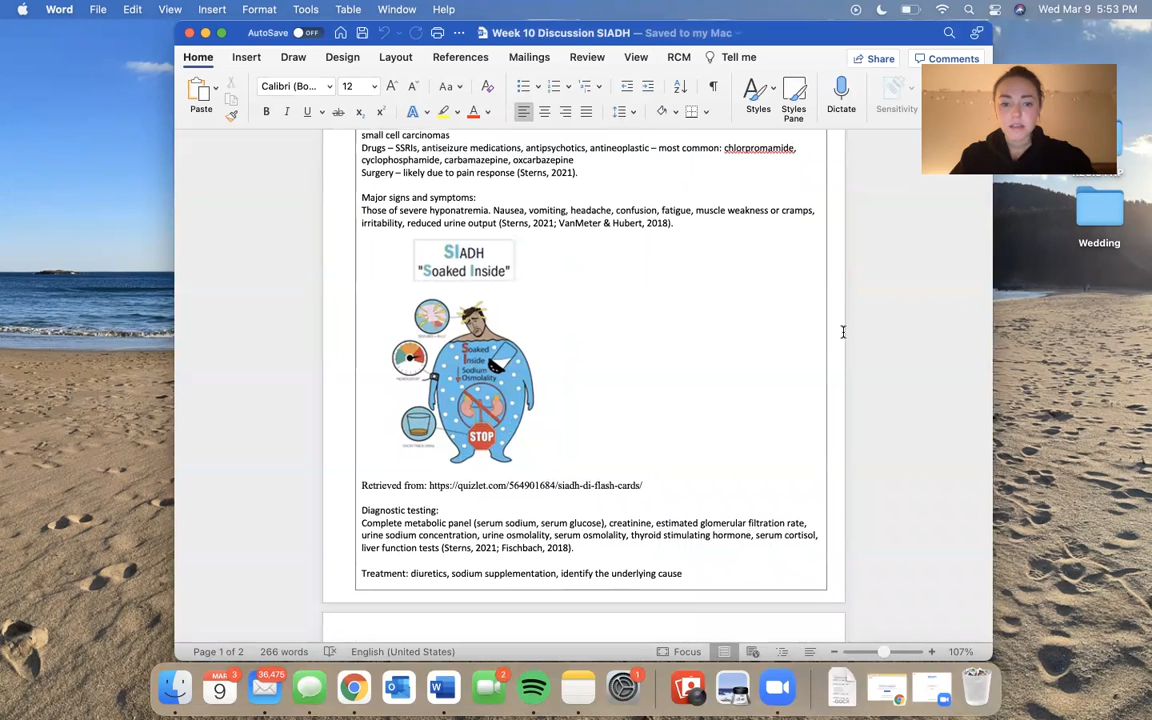 Word File Edit View Insert Format Tools Table Window Help
Wed Mar 9 5:53 PM
AutoSave OFF
Week 10 Discussion SIADH — Saved to my Mac
Home Insert Draw Design Layout References Mailings Review View RCM Tell me
Share Comments
Paste
Calibri (Bo... 12
Styles
Styles
Pane
Dictate
Sensitivity
small cell carcinomas
Drugs – SSRIs, antiseizure medications, antipsychotics, antineoplastic – most common: chlorpromamide,
cyclophosphamide, carbamazepine, oxcarbazepine
Surgery – likely due to pain response (Sterns, 2021).
Major signs and symptoms:
Those of severe hyponatremia. Nausea, vomiting, headache, confusion, fatigue, muscle weakness or cramps,
irritability, reduced urine output (Sterns, 2021; VanMeter & Hubert, 2018).
SIADH
"Soaked Inside"
Soaked
Inside
Sodium
Osmolality
STOP
Retrieved from: https://quizlet.com/564901684/siadh-di-flash-cards/
Diagnostic testing:
Complete metabolic panel (serum sodium, serum glucose), creatinine, estimated glomerular filtration rate,
urine sodium concentration, urine osmolality, serum osmolality, thyroid stimulating hormone, serum cortisol,
liver function tests (Sterns, 2021; Fischbach, 2018).
Treatment: diuretics, sodium supplementation, identify the underlying cause
Wedding
Page 1 of 2 266 words English (United States) Focus 107%
MAR 3
9
36,475
2
1